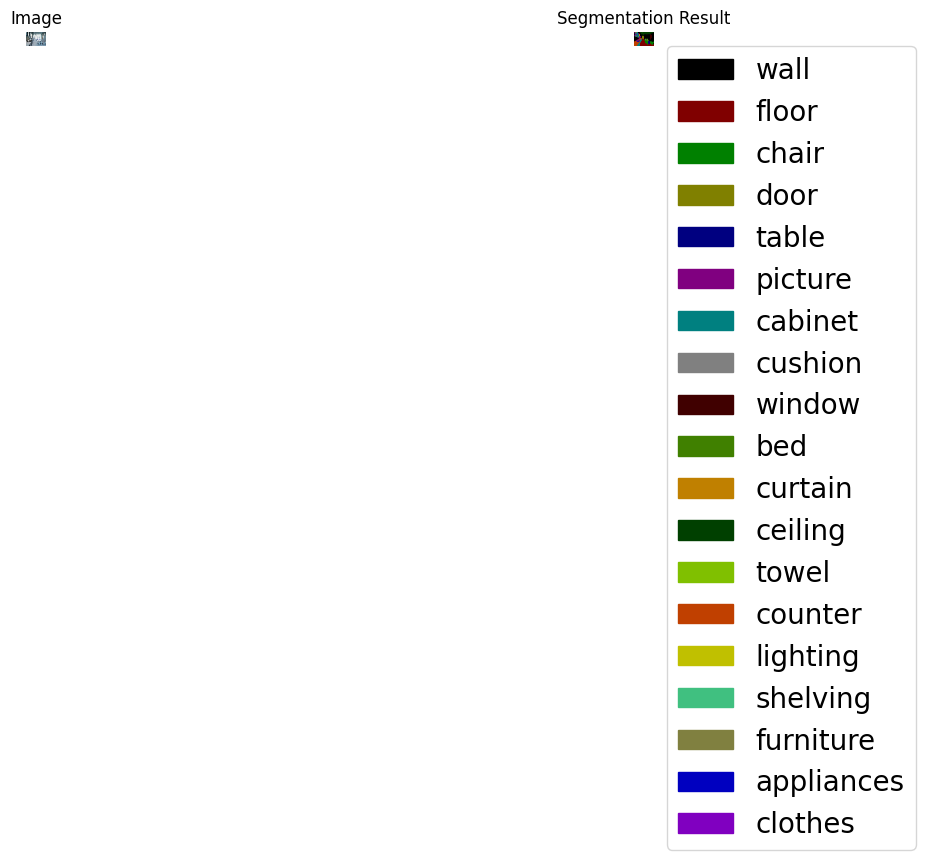 Image
Segmentation Result
wall
floor
chair
door
table
picture
cabinet
cushion
window
bed
curtain
ceiling
towel
counter
lighting
shelving
furniture
appliances
clothes